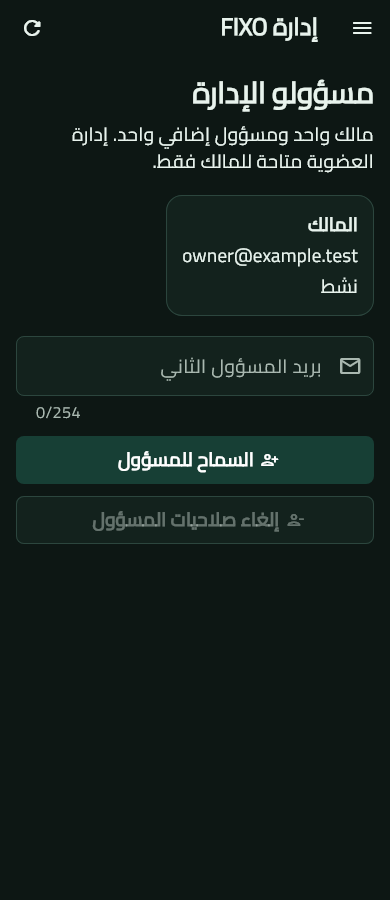 إدارة FIXO
مسؤولو الإدارة
مالك واحد ومسؤول إضافي واحد. إدارة
العضوية متاحة للمالك فقط.
المالك
owner@example.test
نشط
بريد المسؤول الثاني
0/254
السماح للمسؤول
إلغاء صلاحيات المسؤول